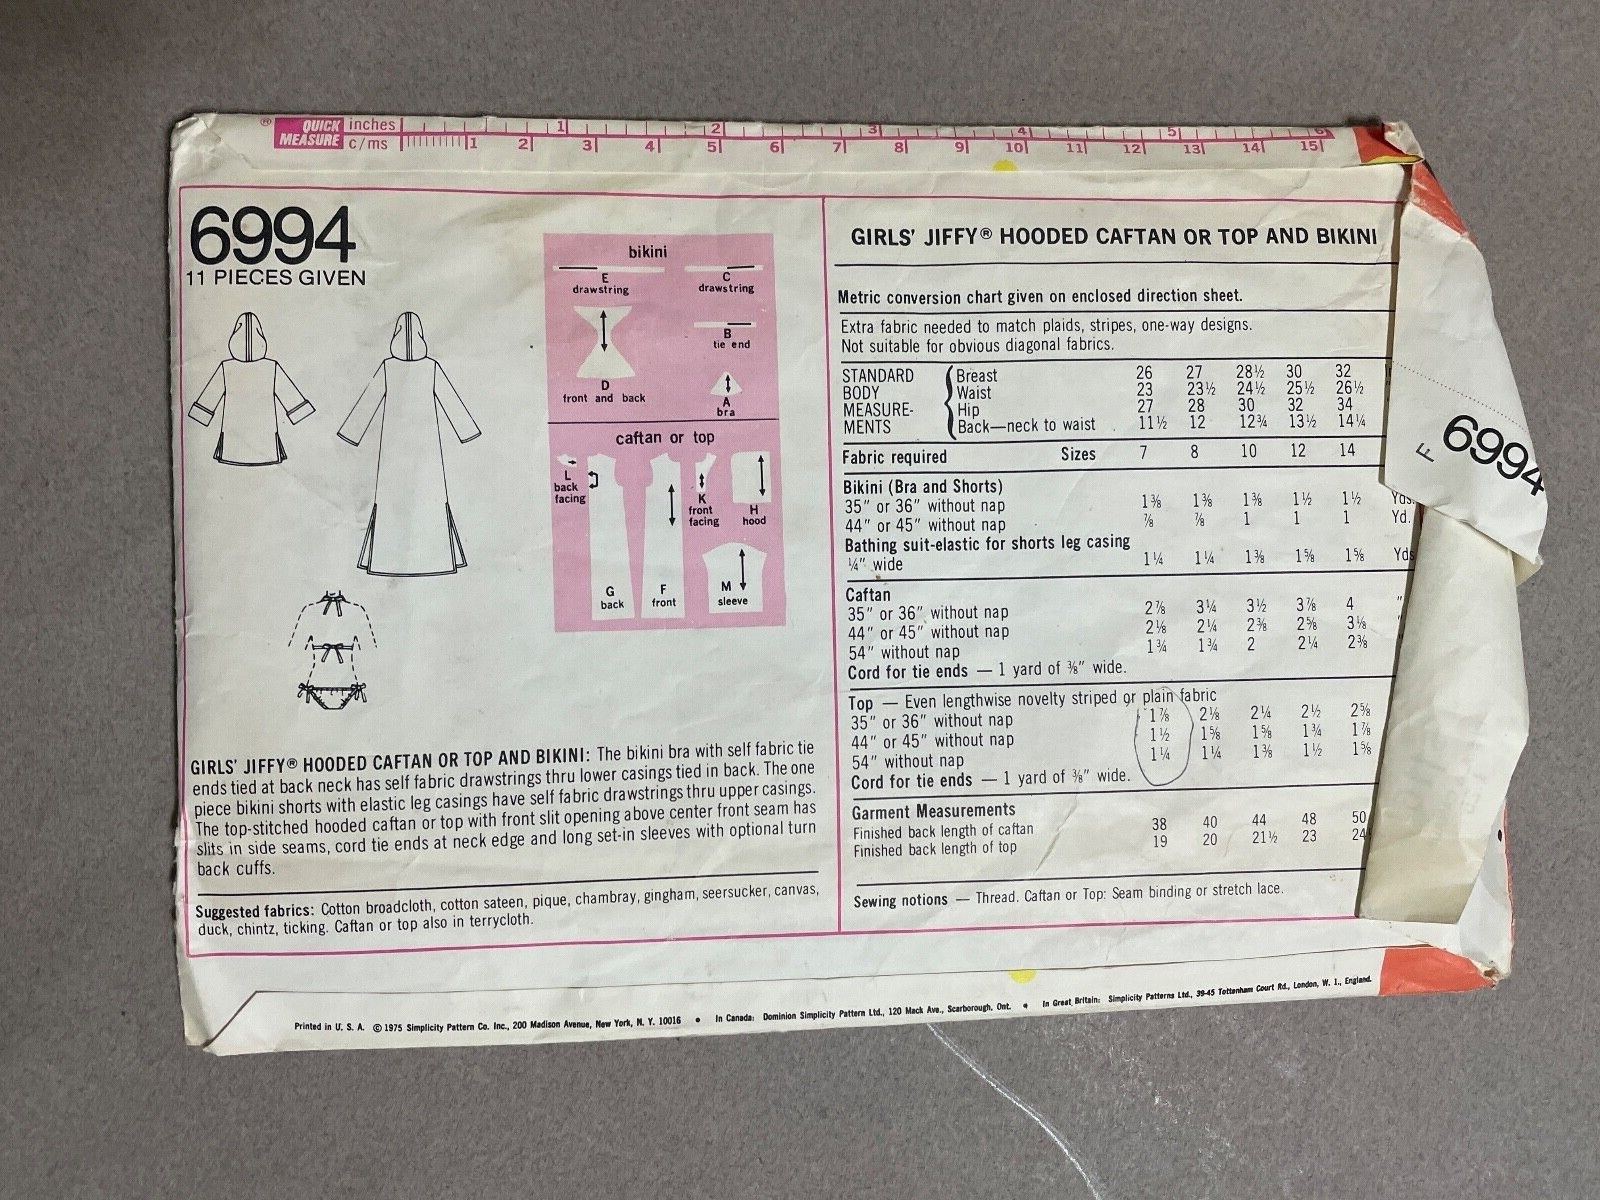 ® QUICK MEASURE inches 1 2 3 4 5 6
c/ms 1 2 3 4 5 6 7 8 9 10 11 12 13 14 15
6994
11 PIECES GIVEN
bikini
E
drawstring
C
drawstring
B
tie end
D
front and back
A
bra
caftan or top
L
back
facing
K
front
facing
H
hood
G
back
F
front
M
sleeve
GIRLS' JIFFY® HOODED CAFTAN OR TOP AND BIKINI: The bikini bra with self fabric tie
ends tied at back neck has self fabric drawstrings thru lower casings tied in back. The one
piece bikini shorts with elastic leg casings have self fabric drawstrings thru upper casings.
The top-stitched hooded caftan or top with front slit opening above center front seam has
slits in side seams, cord tie ends at neck edge and long set-in sleeves with optional turn
back cuffs.
Suggested fabrics: Cotton broadcloth, cotton sateen, pique, chambray, gingham, seersucker, canvas,
duck, chintz, ticking. Caftan or top also in terrycloth.
GIRLS' JIFFY® HOODED CAFTAN OR TOP AND BIKINI
Metric conversion chart given on enclosed direction sheet.
Extra fabric needed to match plaids, stripes, one-way designs.
Not suitable for obvious diagonal fabrics.
STANDARD Breast 26 27 28½ 30 32
BODY Waist 23 23½ 24½ 25½ 26½
MEASURE- Hip 27 28 30 32 34
MENTS Back—neck to waist 11½ 12 12¾ 13½ 14¼
Fabric required Sizes 7 8 10 12 14
Bikini (Bra and Shorts)
35" or 36" without nap 1⅜ 1⅜ 1⅜ 1½ 1½ Yds.
44" or 45" without nap ⅞ ⅞ 1 1 1 Yd.
Bathing suit-elastic for shorts leg casing
¼" wide 1¼ 1¼ 1⅜ 1⅝ 1⅝ Yds
Caftan
35" or 36" without nap 2⅞ 3¼ 3½ 3⅞ 4 "
44" or 45" without nap 2⅛ 2¼ 2⅜ 2⅝ 3⅛
54" without nap 1¾ 1¾ 2 2¼ 2⅜
Cord for tie ends — 1 yard of ⅜" wide.
Top — Even lengthwise novelty striped or plain fabric
35" or 36" without nap 1⅞ 2⅛ 2¼ 2½ 2⅝
44" or 45" without nap 1½ 1⅝ 1⅝ 1¾ 1⅞
54" without nap 1¼ 1¼ 1⅜ 1½ 1⅝
Cord for tie ends — 1 yard of ⅜" wide.
Garment Measurements
Finished back length of caftan 38 40 44 48 50
Finished back length of top 19 20 21½ 23 24
Sewing notions — Thread. Caftan or Top: Seam binding or stretch lace.
F 6994
Printed in U. S. A. © 1975 Simplicity Pattern Co. Inc., 200 Madison Avenue, New York, N. Y. 10016 • In Canada: Dominion Simplicity Pattern Ltd., 120 Mack Ave., Scarborough, Ont. • In Great Britain: Simplicity Patterns Ltd., 39-45 Tottenham Court Rd., London, W. 1., England.